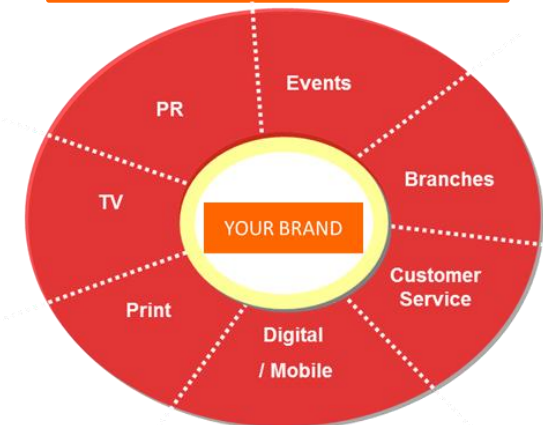 Events
PR
Branches
TV
YOUR BRAND
Customer
Service
Print
Digital
/ Mobile